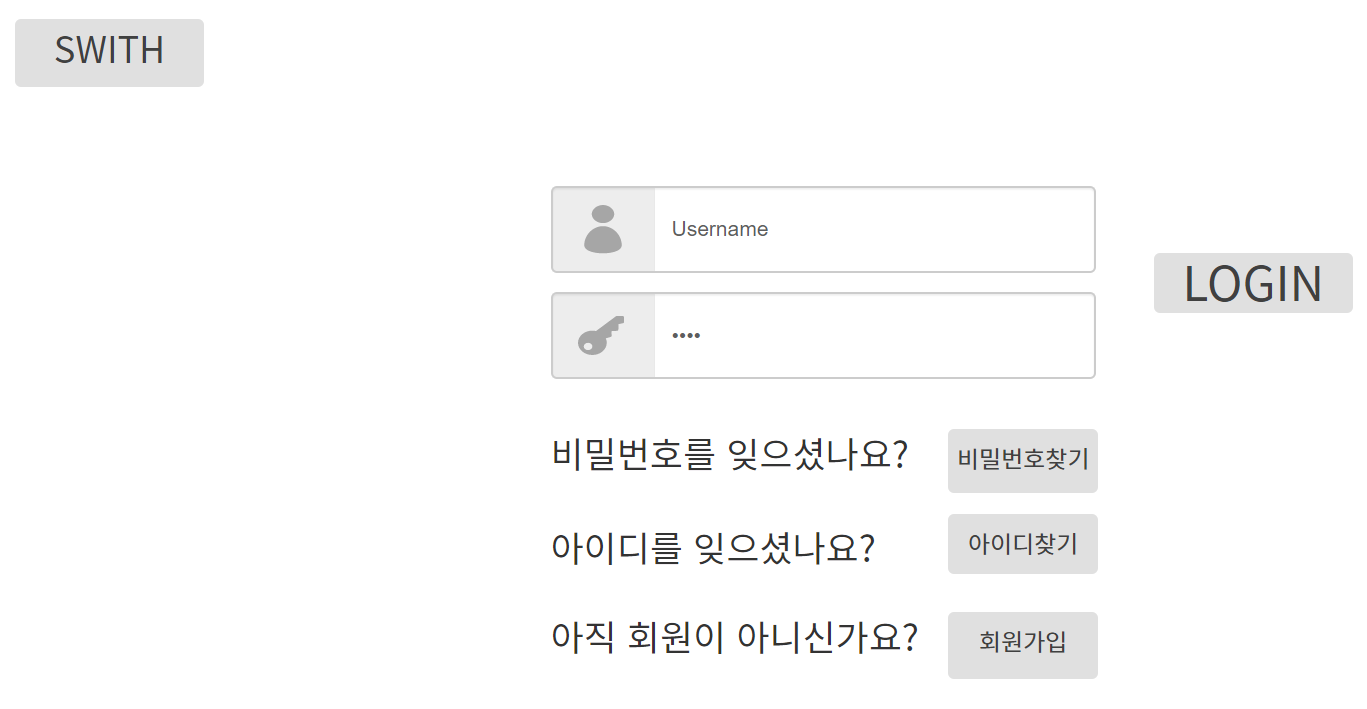 SWITH
Username
LOGIN
••••
비밀번호를 잊으셨나요?
비밀번호찾기
아이디를 잊으셨나요?
아이디찾기
아직 회원이 아니신가요?
회원가입